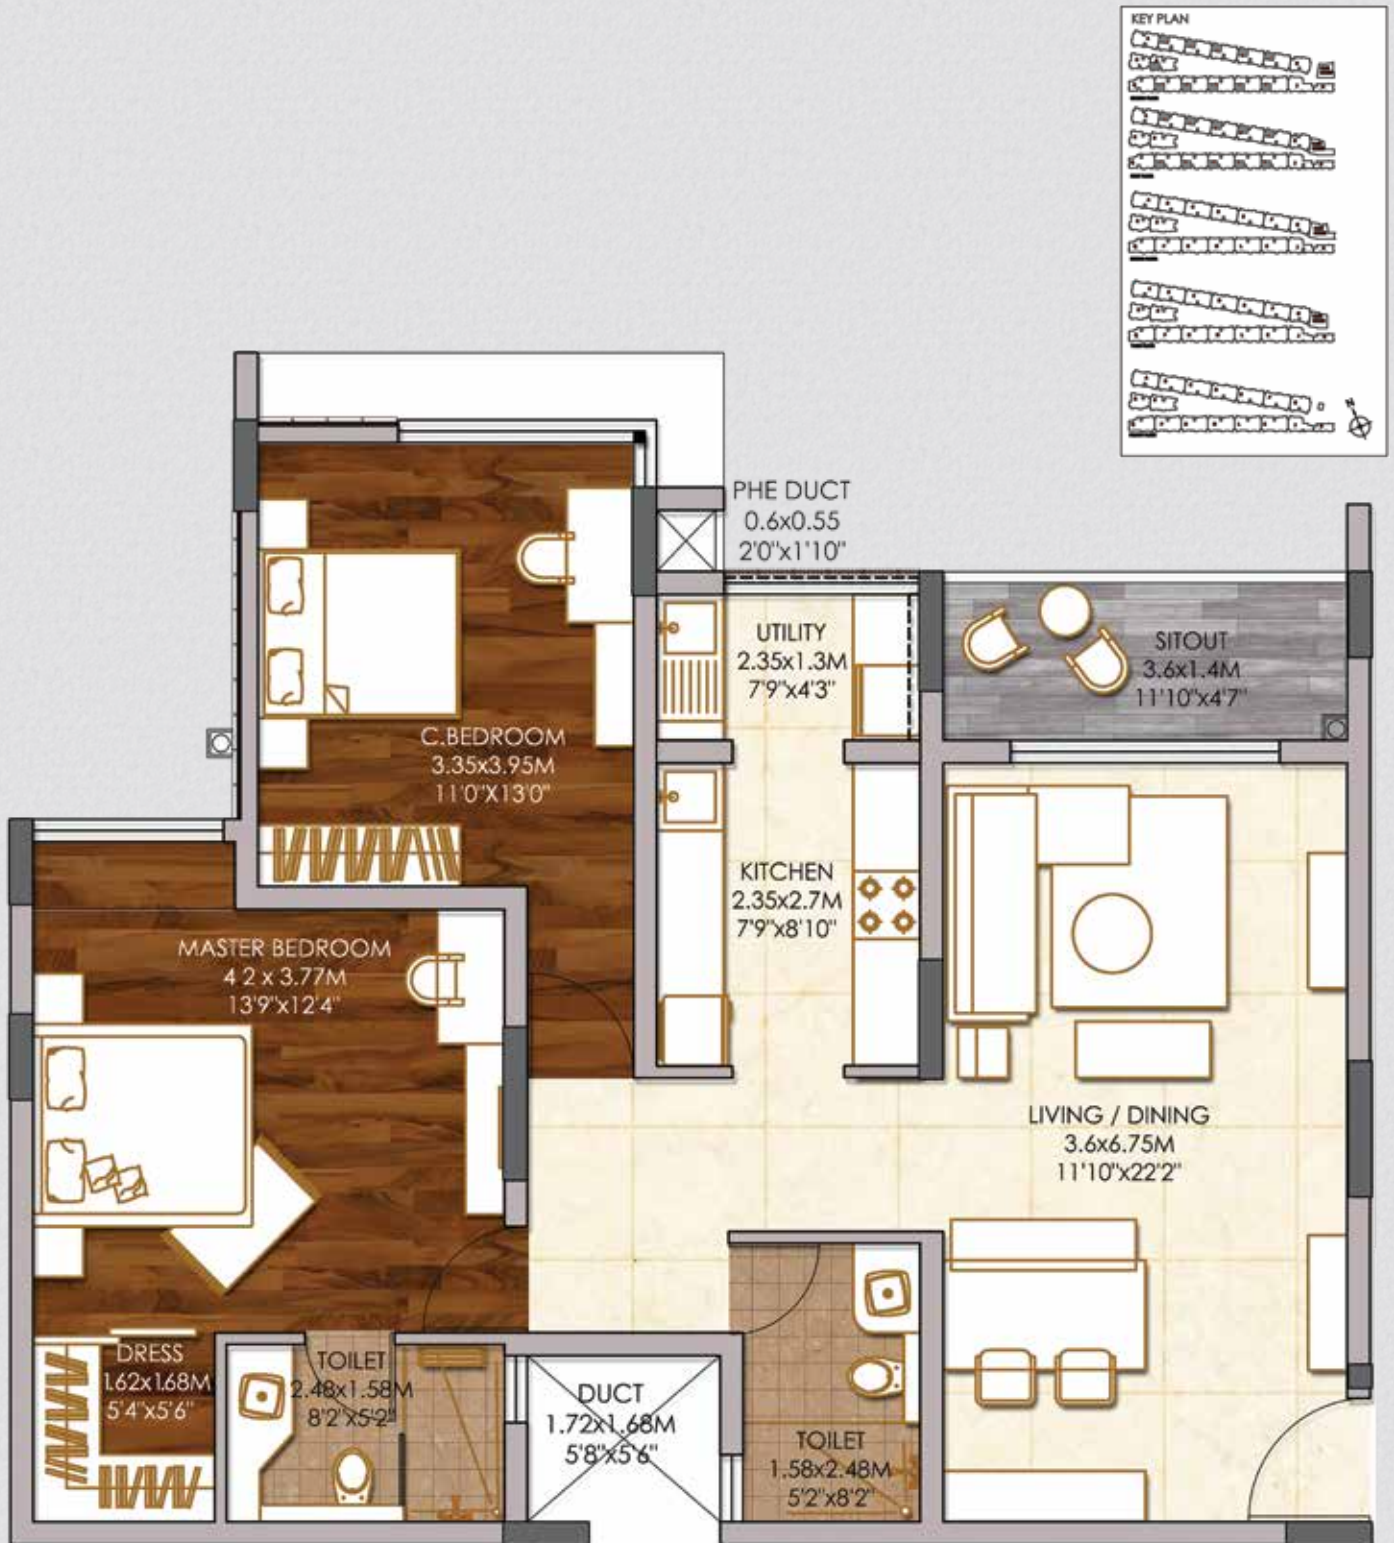 KEY PLAN
N
PHE DUCT
0.6x0.55
2'0"x1'10"
UTILITY
2.35x1.3M
7'9"x4'3"
SITOUT
3.6x1.4M
11'10"x4'7"
C.BEDROOM
3.35x3.95M
11'0"X13'0"
KITCHEN
2.35x2.7M
7'9"x8'10"
MASTER BEDROOM
4 2 x 3.77M
13'9"x12'4"
LIVING / DINING
3.6x6.75M
11'10"x22'2"
DRESS
1.62x1.68M
5'4"x5'6"
TOILET
2.48x1.58M
8'2"x5'2"
DUCT
1.72x1.68M
5'8"x5'6"
TOILET
1.58x2.48M
5'2"x8'2"